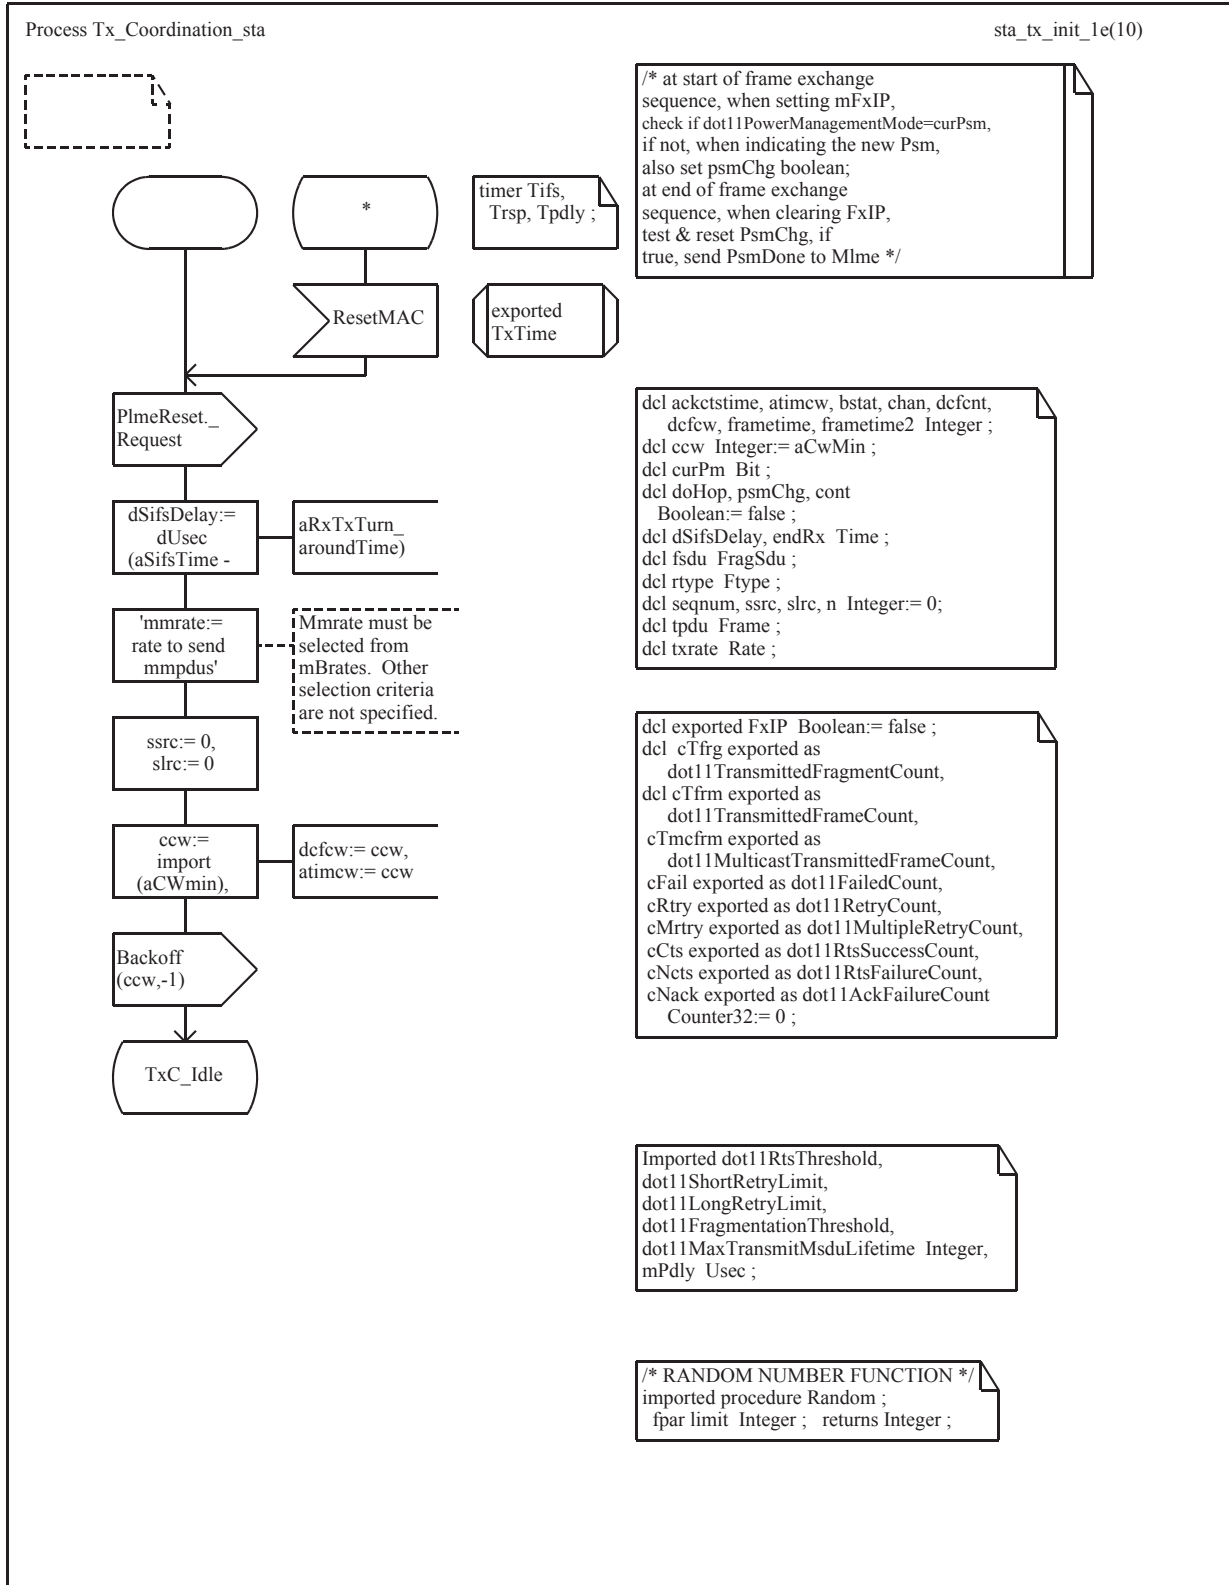 Process Tx_Coordination_sta
sta_tx_init_1e(10)
/* at start of frame exchange
sequence, when setting mFxIP,
check if dot11PowerManagementMode=curPsm,
if not, when indicating the new Psm,
also set psmChg boolean;
at end of frame exchange
sequence, when clearing FxIP,
test & reset PsmChg, if
true, send PsmDone to Mlme */
*
timer Tifs,
Trsp, Tpdly ;
ResetMAC
exported
TxTime
PlmeReset._
Request
dSifsDelay:=
dUsec
(aSifsTime -
aRxTxTurn_
aroundTime)
'mmrate:=
rate to send
mmpdus'
Mmrate must be
selected from
mBrates.  Other
selection criteria
are not specified.
ssrc:= 0,
slrc:= 0
ccw:=
import
(aCWmin),
dcfcw:= ccw,
atimcw:= ccw
Backoff
(ccw,-1)
TxC_Idle
dcl ackctstime, atimcw, bstat, chan, dcfcnt,
dcfcw, frametime, frametime2  Integer ;
dcl ccw  Integer:= aCwMin ;
dcl curPm  Bit ;
dcl doHop, psmChg, cont
Boolean:= false ;
dcl dSifsDelay, endRx  Time ;
dcl fsdu  FragSdu ;
dcl rtype  Ftype ;
dcl seqnum, ssrc, slrc, n  Integer:= 0;
dcl tpdu  Frame ;
dcl txrate  Rate ;
dcl exported FxIP  Boolean:= false ;
dcl  cTfrg exported as
dot11TransmittedFragmentCount,
dcl cTfrm exported as
dot11TransmittedFrameCount,
cTmcfrm exported as
dot11MulticastTransmittedFrameCount,
cFail exported as dot11FailedCount,
cRtry exported as dot11RetryCount,
cMrtry exported as dot11MultipleRetryCount,
cCts exported as dot11RtsSuccessCount,
cNcts exported as dot11RtsFailureCount,
cNack exported as dot11AckFailureCount
Counter32:= 0 ;
Imported dot11RtsThreshold,
dot11ShortRetryLimit,
dot11LongRetryLimit,
dot11FragmentationThreshold,
dot11MaxTransmitMsduLifetime  Integer,
mPdly  Usec ;
/* RANDOM NUMBER FUNCTION */
imported procedure Random ;
fpar limit  Integer ;   returns Integer ;